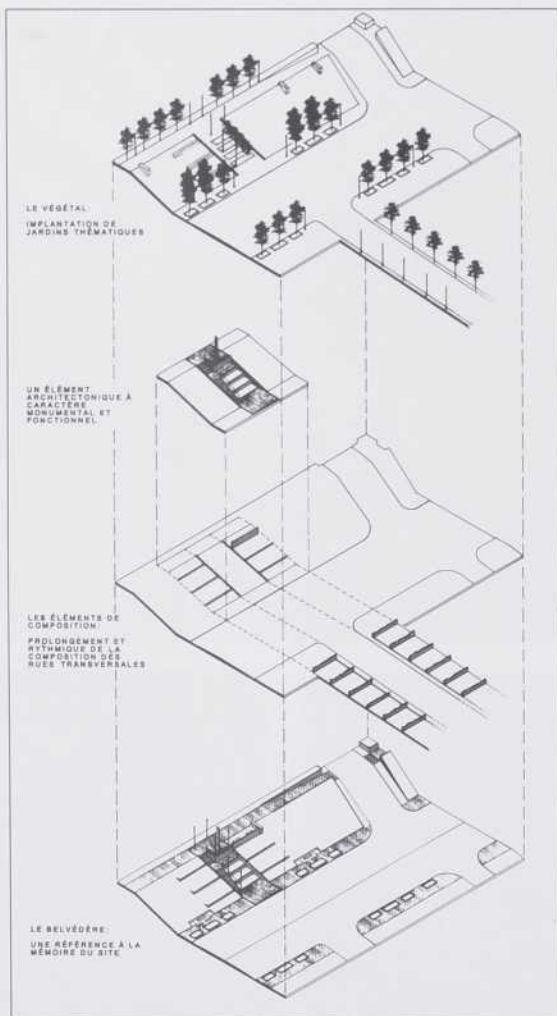 LE VÉGÉTAL:
IMPLANTATION DE
JARDINS THÉMATIQUES
UN ÉLÉMENT
ARCHITECTONIQUE À
CARACTÈRE
MONUMENTAL ET
FONCTIONNEL
LES ÉLÉMENTS DE
COMPOSITION:
PROLONGEMENT ET
RYTHMIQUE DE LA
COMPOSITION DES
RUES TRANSVERSALES
LE BELVÉDÈRE:
UNE RÉFÉRENCE À LA
MÉMOIRE DU SITE